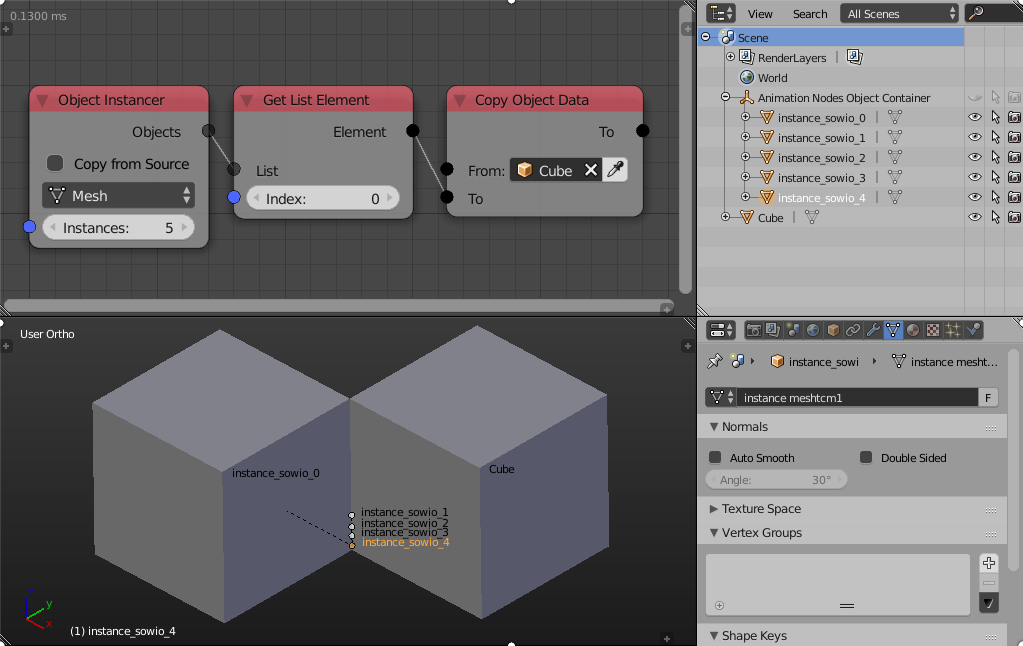 0.1300 ms
Object Instancer
Objects
Copy from Source
Mesh
Instances: 5
Get List Element
Element
List
Index: 0
Copy Object Data
To
From: Cube
To
View Search All Scenes
Scene
RenderLayers
World
Animation Nodes Object Container
instance_sowio_0
instance_sowio_1
instance_sowio_2
instance_sowio_3
instance_sowio_4
Cube
User Ortho
instance_sowio_0
Cube
instance_sowio_1
instance_sowio_2
instance_sowio_3
instance_sowio_4
z
y
x
(1) instance_sowio_4
instance_sowi
instance mesht...
instance meshtcm1 F
Normals
Auto Smooth
Double Sided
Angle: 30°
Texture Space
Vertex Groups
Shape Keys